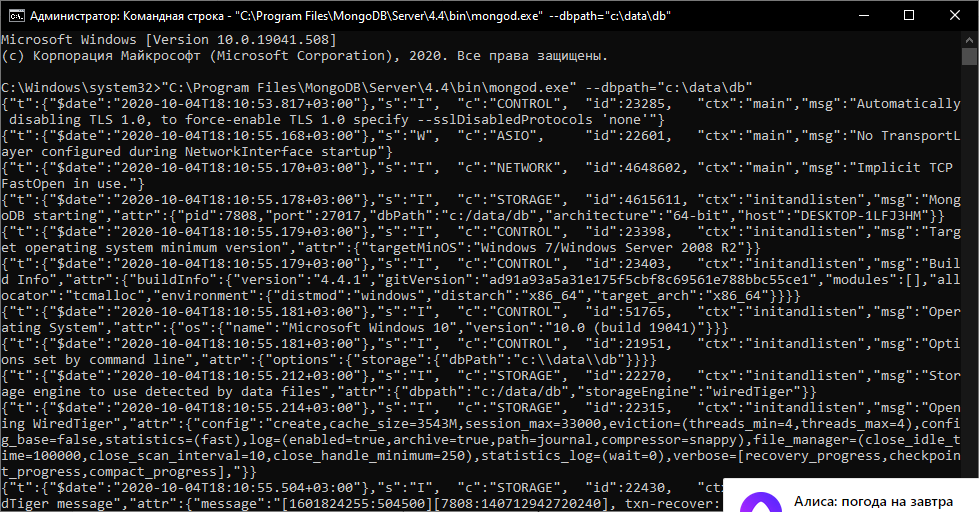 Администратор: Командная строка - "C:\Program Files\MongoDB\Server\4.4\bin\mongod.exe" --dbpath="c:\data\db"
Microsoft Windows [Version 10.0.19041.508]
(c) Корпорация Майкрософт (Microsoft Corporation), 2020. Все права защищены.
C:\Windows\system32>"C:\Program Files\MongoDB\Server\4.4\bin\mongod.exe" --dbpath="c:\data\db"
{"t":{"$date":"2020-10-04T18:10:53.817+03:00"},"s":"I",  "c":"CONTROL",  "id":23285,   "ctx":"main","msg":"Automatically
 disabling TLS 1.0, to force-enable TLS 1.0 specify --sslDisabledProtocols 'none'"}
{"t":{"$date":"2020-10-04T18:10:55.168+03:00"},"s":"W",  "c":"ASIO",     "id":22601,   "ctx":"main","msg":"No TransportL
ayer configured during NetworkInterface startup"}
{"t":{"$date":"2020-10-04T18:10:55.170+03:00"},"s":"I",  "c":"NETWORK",  "id":4648602, "ctx":"main","msg":"Implicit TCP
FastOpen in use."}
{"t":{"$date":"2020-10-04T18:10:55.178+03:00"},"s":"I",  "c":"STORAGE",  "id":4615611, "ctx":"initandlisten","msg":"Mong
oDB starting","attr":{"pid":7808,"port":27017,"dbPath":"c:/data/db","architecture":"64-bit","host":"DESKTOP-1LFJ3HM"}}
{"t":{"$date":"2020-10-04T18:10:55.179+03:00"},"s":"I",  "c":"CONTROL",  "id":23398,   "ctx":"initandlisten","msg":"Targ
et operating system minimum version","attr":{"targetMinOS":"Windows 7/Windows Server 2008 R2"}}
{"t":{"$date":"2020-10-04T18:10:55.179+03:00"},"s":"I",  "c":"CONTROL",  "id":23403,   "ctx":"initandlisten","msg":"Buil
d Info","attr":{"buildInfo":{"version":"4.4.1","gitVersion":"ad91a93a5a31e175f5cbf8c69561e788bbc55ce1","modules":[],"all
ocator":"tcmalloc","environment":{"distmod":"windows","distarch":"x86_64","target_arch":"x86_64"}}}}
{"t":{"$date":"2020-10-04T18:10:55.181+03:00"},"s":"I",  "c":"CONTROL",  "id":51765,   "ctx":"initandlisten","msg":"Oper
ating System","attr":{"os":{"name":"Microsoft Windows 10","version":"10.0 (build 19041)"}}}
{"t":{"$date":"2020-10-04T18:10:55.181+03:00"},"s":"I",  "c":"CONTROL",  "id":21951,   "ctx":"initandlisten","msg":"Opti
ons set by command line","attr":{"options":{"storage":{"dbPath":"c:\\data\\db"}}}}
{"t":{"$date":"2020-10-04T18:10:55.212+03:00"},"s":"I",  "c":"STORAGE",  "id":22270,   "ctx":"initandlisten","msg":"Stor
age engine to use detected by data files","attr":{"dbpath":"c:/data/db","storageEngine":"wiredTiger"}}
{"t":{"$date":"2020-10-04T18:10:55.214+03:00"},"s":"I",  "c":"STORAGE",  "id":22315,   "ctx":"initandlisten","msg":"Open
ing WiredTiger","attr":{"config":"create,cache_size=3543M,session_max=33000,eviction=(threads_min=4,threads_max=4),confi
g_base=false,statistics=(fast),log=(enabled=true,archive=true,path=journal,compressor=snappy),file_manager=(close_idle_t
ime=100000,close_scan_interval=10,close_handle_minimum=250),statistics_log=(wait=0),verbose=[recovery_progress,checkpoin
t_progress,compact_progress],"}}
{"t":{"$date":"2020-10-04T18:10:55.504+03:00"},"s":"I",  "c":"STORAGE",  "id":22430,
dTiger message","attr":{"message":"[1601824255:504500][7808:140712942720240], txn-recover:
Алиса: погода на завтра